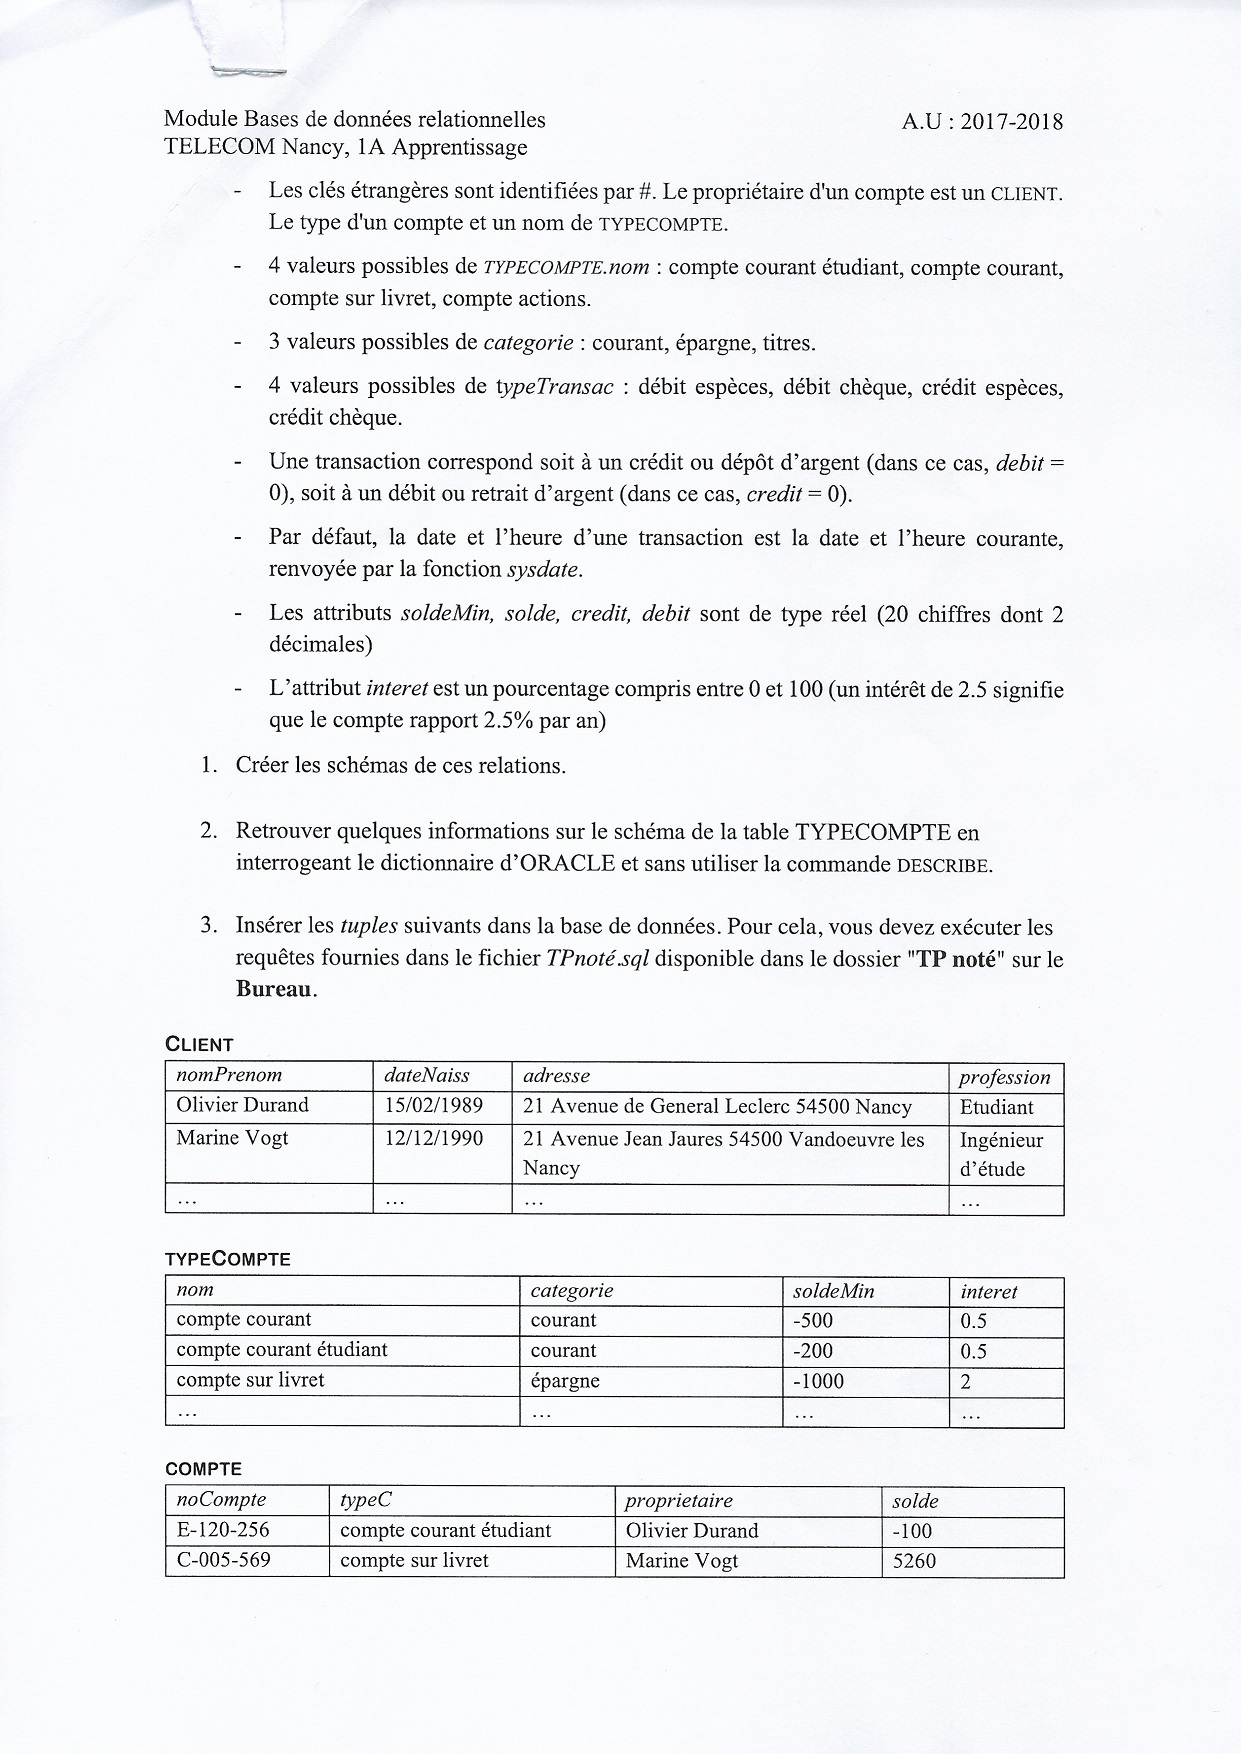 Module Bases de données relationnelles A.U : 2017-2018
TELECOM Nancy, 1A Apprentissage
- Les clés étrangères sont identifiées par #. Le propriétaire d'un compte est un CLIENT.
Le type d'un compte et un nom de TYPECOMPTE.
- 4 valeurs possibles de TYPECOMPTE.nom : compte courant étudiant, compte courant,
compte sur livret, compte actions.
- 3 valeurs possibles de categorie : courant, épargne, titres.
- 4 valeurs possibles de typeTransac : débit espèces, débit chèque, crédit espèces,
crédit chèque.
- Une transaction correspond soit à un crédit ou dépôt d’argent (dans ce cas, debit =
0), soit à un débit ou retrait d’argent (dans ce cas, credit = 0).
- Par défaut, la date et l’heure d’une transaction est la date et l’heure courante,
renvoyée par la fonction sysdate.
- Les attributs soldeMin, solde, credit, debit sont de type réel (20 chiffres dont 2
décimales)
- L’attribut interet est un pourcentage compris entre 0 et 100 (un intérêt de 2.5 signifie
que le compte rapport 2.5% par an)
1. Créer les schémas de ces relations.
2. Retrouver quelques informations sur le schéma de la table TYPECOMPTE en
interrogeant le dictionnaire d’ORACLE et sans utiliser la commande DESCRIBE.
3. Insérer les tuples suivants dans la base de données. Pour cela, vous devez exécuter les
requêtes fournies dans le fichier TPnoté.sql disponible dans le dossier "TP noté" sur le
Bureau.
CLIENT
nomPrenom dateNaiss adresse profession
Olivier Durand 15/02/1989 21 Avenue de General Leclerc 54500 Nancy Etudiant
Marine Vogt 12/12/1990 21 Avenue Jean Jaures 54500 Vandoeuvre les Ingénieur
Nancy d’étude
... ... ... ...
TYPECOMPTE
nom categorie soldeMin interet
compte courant courant -500 0.5
compte courant étudiant courant -200 0.5
compte sur livret épargne -1000 2
... ... ... ...
COMPTE
noCompte typeC proprietaire solde
E-120-256 compte courant étudiant Olivier Durand -100
C-005-569 compte sur livret Marine Vogt 5260